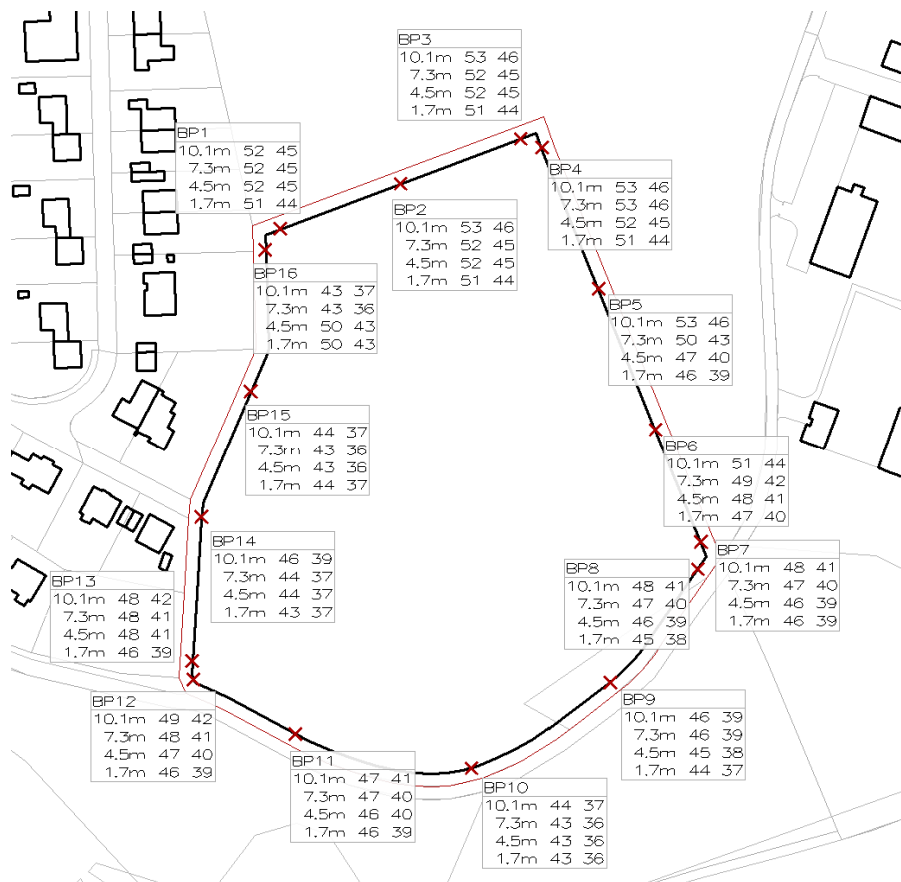 BP3
10.1m 53 46
7.3m 52 45
4.5m 52 45
1.7m 51 44
BP1
10.1m 52 45
7.3m 52 45
4.5m 52 45
1.7m 51 44
BP4
10.1m 53 46
7.3m 53 46
4.5m 52 45
1.7m 51 44
BP2
10.1m 53 46
7.3m 52 45
4.5m 52 45
1.7m 51 44
BP16
10.1m 43 37
7.3m 43 36
4.5m 50 43
1.7m 50 43
BP5
10.1m 53 46
7.3m 50 43
4.5m 47 40
1.7m 46 39
BP15
10.1m 44 37
7.3m 43 36
4.5m 43 36
1.7m 44 37
BP6
10.1m 51 44
7.3m 49 42
4.5m 48 41
1.7m 47 40
BP14
10.1m 46 39
7.3m 44 37
4.5m 44 37
1.7m 43 37
BP7
10.1m 48 41
7.3m 47 40
4.5m 46 39
1.7m 46 39
BP8
10.1m 48 41
7.3m 47 40
4.5m 46 39
1.7m 45 38
BP13
10.1m 48 42
7.3m 48 41
4.5m 48 41
1.7m 46 39
BP12
10.1m 49 42
7.3m 48 41
4.5m 47 40
1.7m 46 39
BP9
10.1m 46 39
7.3m 46 39
4.5m 45 38
1.7m 44 37
BP11
10.1m 47 41
7.3m 47 40
4.5m 46 40
1.7m 46 39
BP10
10.1m 44 37
7.3m 43 36
4.5m 43 36
1.7m 43 36